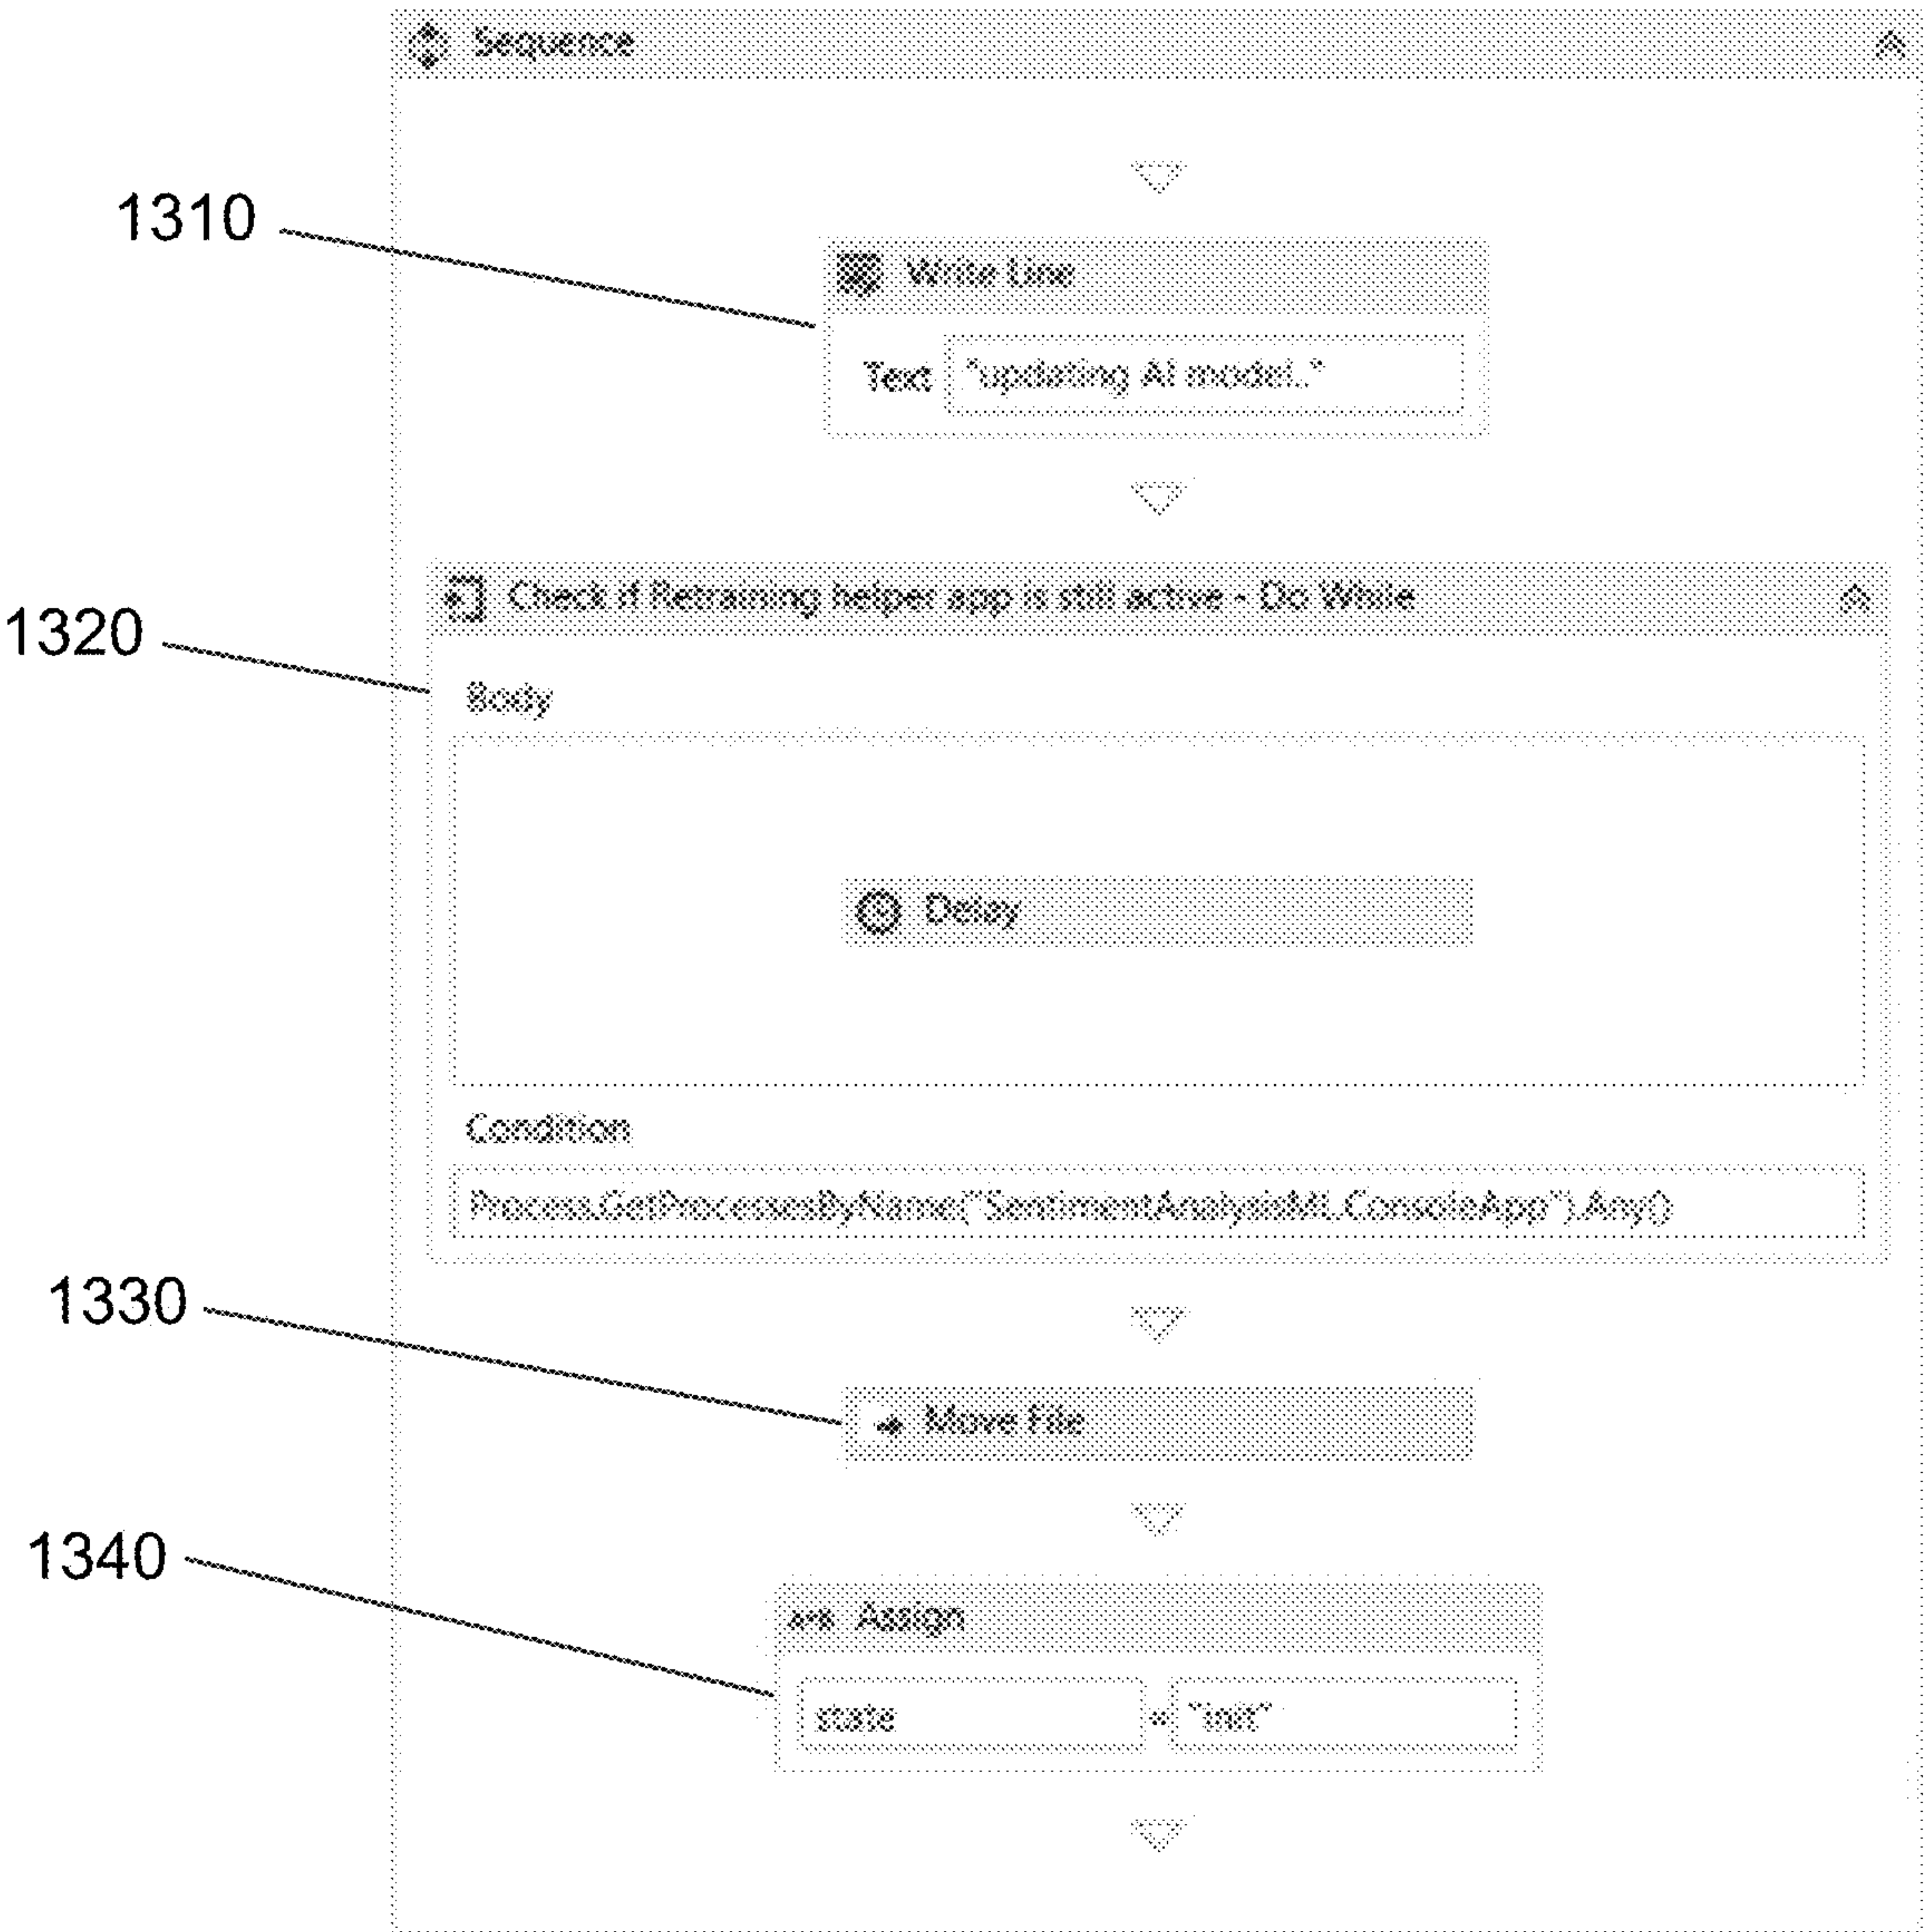 Sequence
1310
Write Line
Text "updating AI model.."
1320
Check if Retraining helper app is still active - Do While
Body
Delay
Condition
Process.GetProcessesByName("SentimentAnalysisML.ConsoleApp").Any()
1330
Move File
1340
A+B Assign
state = "init"